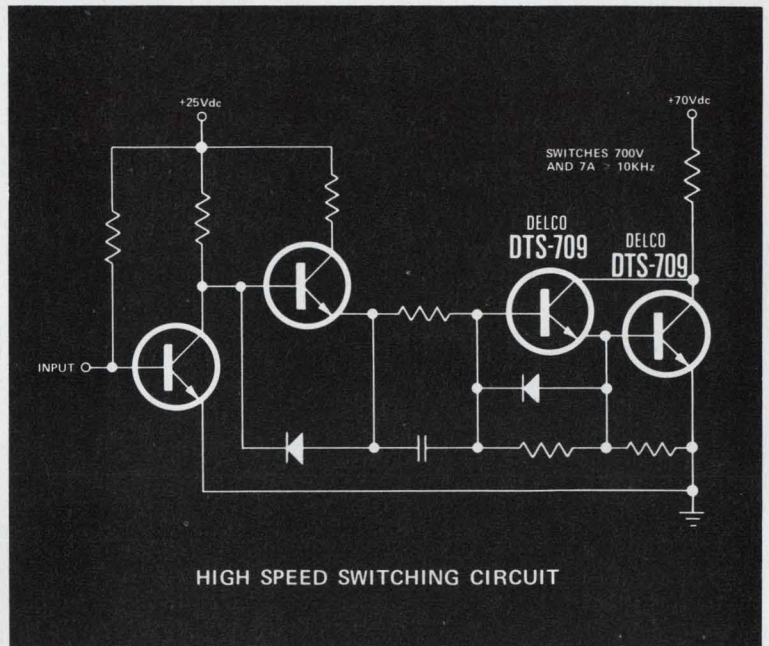 +25Vdc
+70Vdc
SWITCHES 700V
AND 7A > 10KHz
DELCO
DTS-709
DELCO
DTS-709
INPUT
HIGH SPEED SWITCHING CIRCUIT